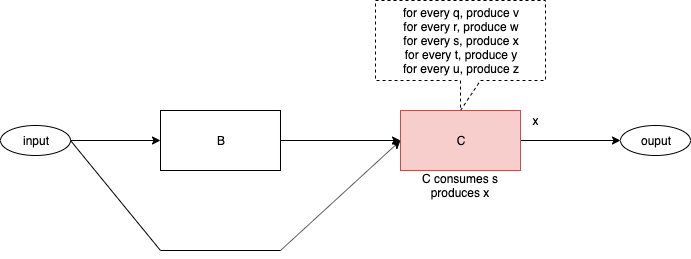 for every q, produce v
for every r, produce w
for every s, produce x
for every t, produce y
for every u, produce z
input
B
C
x
ouput
C consumes s
produces x